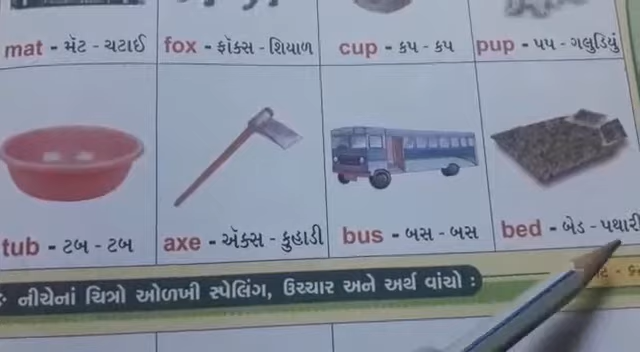 mat - મૅટ - ચટાઈ fox - ફૉક્સ - શિયાળ cup - કપ - કપ pup - પપ - ગલુડિયું
tub - ટબ - ટબ axe - ઍક્સ - કુહાડી bus - બસ - બસ bed - બેડ - પથારી
નીચેનાં ચિત્રો ઓળખી સ્પેલિંગ, ઉચ્ચાર અને અર્થ વાંચો :